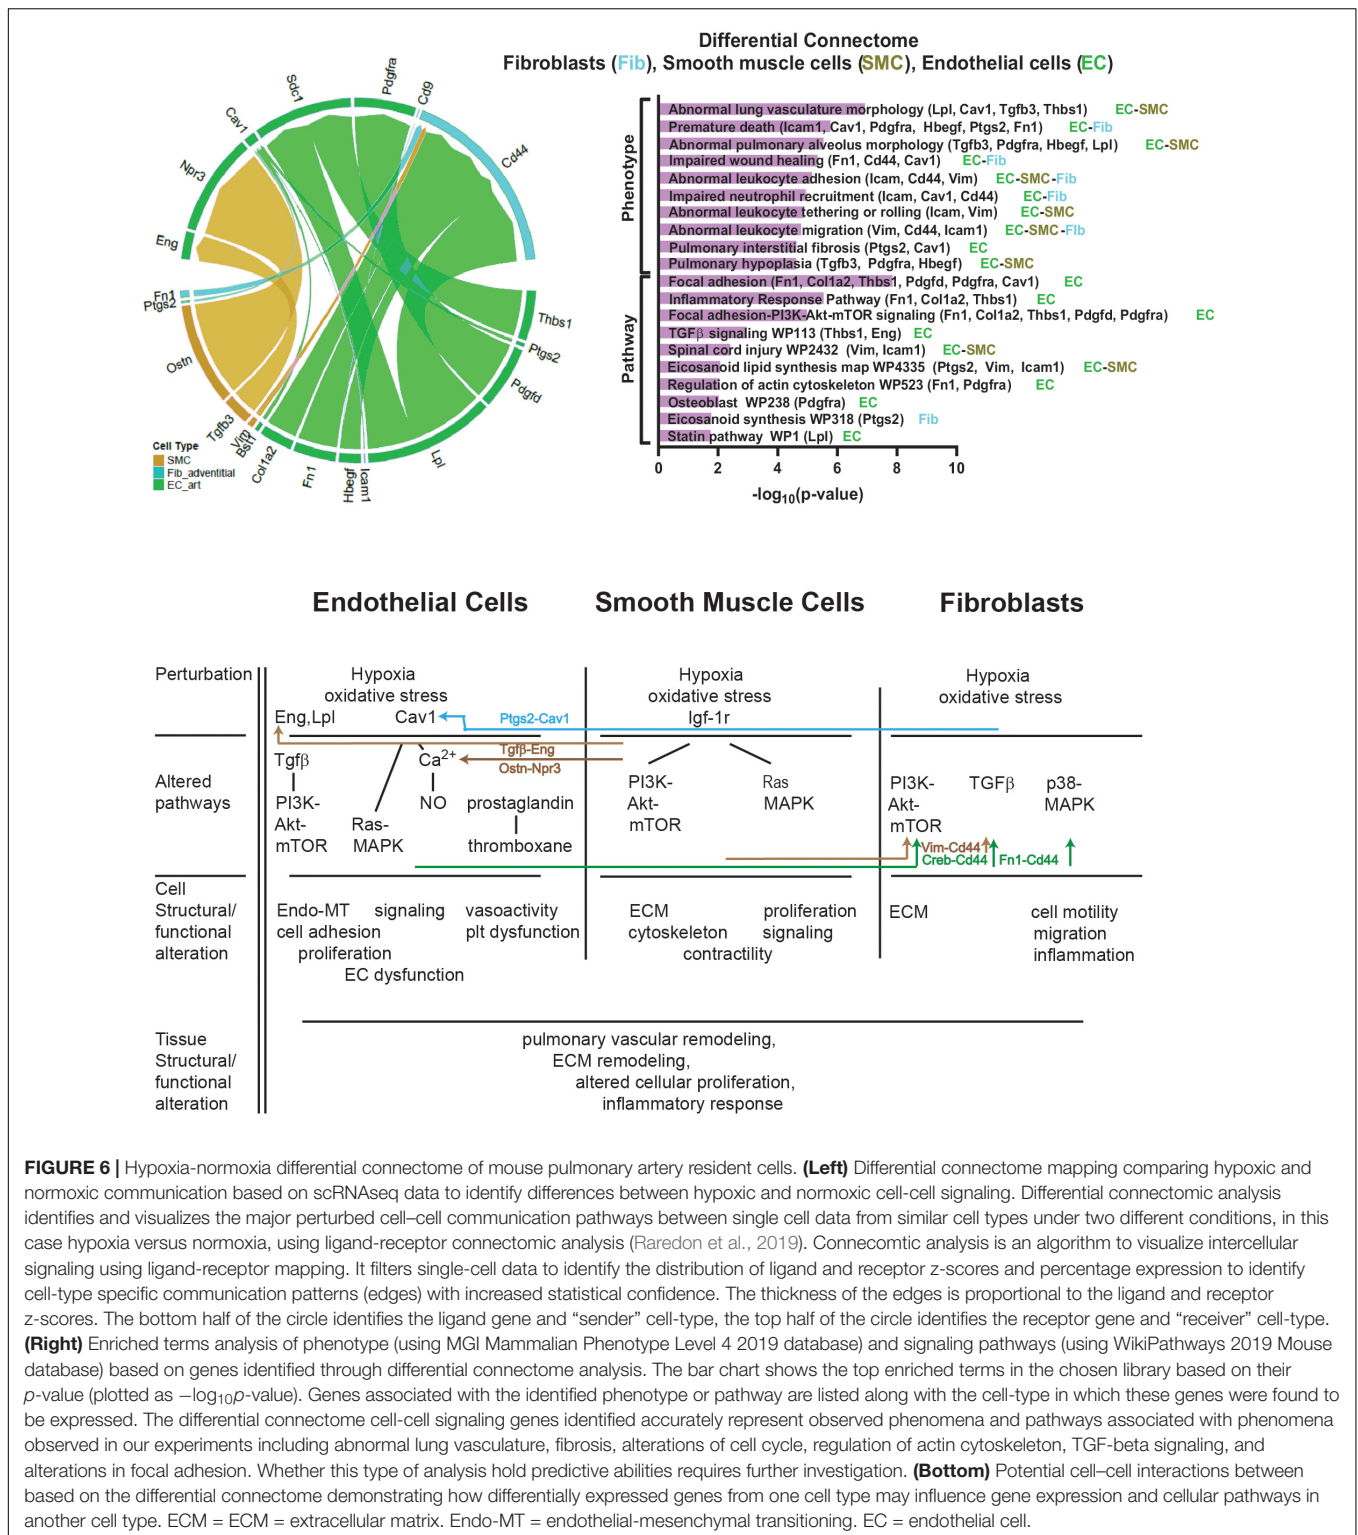 Differential Connectome
Fibroblasts (Fib), Smooth muscle cells (SMC), Endothelial cells (EC)
Sdc1
Pdgfra
Cd9
Cd44
Cav1
Npr3
Eng
Fn1
Ptgs2
Ostn
Tgfb3
Vim
Bst1
Col1a2
Fn1
Hbegf
Icam1
Lpl
Pdgfd
Ptgs2
Thbs1
Cell Type
SMC
Fib_adventitial
EC_art
Phenotype
Abnormal lung vasculature morphology (Lpl, Cav1, Tgfb3, Thbs1) EC-SMC
Premature death (Icam1, Cav1, Pdgfra, Hbegf, Ptgs2, Fn1) EC-Fib
Abnormal pulmonary alveolus morphology (Tgfb3, Pdgfra, Hbegf, Lpl) EC-SMC
Impaired wound healing (Fn1, Cd44, Cav1) EC-Fib
Abnormal leukocyte adhesion (Icam, Cd44, Vim) EC-SMC-Fib
Impaired neutrophil recruitment (Icam, Cav1, Cd44) EC-Fib
Abnormal leukocyte tethering or rolling (Icam, Vim) EC-SMC
Abnormal leukocyte migration (Vim, Cd44, Icam1) EC-SMC-FIb
Pulmonary interstitial fibrosis (Ptgs2, Cav1) EC
Pulmonary hypoplasia (Tgfb3, Pdgfra, Hbegf) EC-SMC
Pathway
Focal adhesion (Fn1, Col1a2, Thbs1, Pdgfd, Pdgfra, Cav1) EC
Inflammatory Response Pathway (Fn1, Col1a2, Thbs1) EC
Focal adhesion-PI3K-Akt-mTOR signaling (Fn1, Col1a2, Thbs1, Pdgfd, Pdgfra) EC
TGFβ signaling WP113 (Thbs1, Eng) EC
Spinal cord injury WP2432 (Vim, Icam1) EC-SMC
Eicosanoid lipid synthesis map WP4335 (Ptgs2, Vim, Icam1) EC-SMC
Regulation of actin cytoskeleton WP523 (Fn1, Pdgfra) EC
Osteoblast WP238 (Pdgfra) EC
Eicosanoid synthesis WP318 (Ptgs2) Fib
Statin pathway WP1 (Lpl) EC
0 2 4 6 8 10
-log10(p-value)
Endothelial Cells Smooth Muscle Cells Fibroblasts
Perturbation
Hypoxia
oxidative stress
Eng,Lpl Cav1
Ptgs2-Cav1
Hypoxia
oxidative stress
Igf-1r
Hypoxia
oxidative stress
Tgfβ-Eng
Ostn-Npr3
Altered
pathways
Tgfβ
PI3K-
Akt-
mTOR
Ras-
MAPK
Ca2+
NO
prostaglandin
thromboxane
PI3K-
Akt-
mTOR
Ras
MAPK
PI3K-
Akt-
mTOR
TGFβ
p38-
MAPK
Vim-Cd44
Creb-Cd44 Fn1-Cd44
Cell
Structural/
functional
alteration
Endo-MT signaling vasoactivity
cell adhesion plt dysfunction
proliferation
EC dysfunction
ECM proliferation
cytoskeleton signaling
contractility
ECM cell motility
migration
inflammation
Tissue
Structural/
functional
alteration
pulmonary vascular remodeling,
ECM remodeling,
altered cellular proliferation,
inflammatory response
FIGURE 6 | Hypoxia-normoxia differential connectome of mouse pulmonary artery resident cells. (Left) Differential connectome mapping comparing hypoxic and
normoxic communication based on scRNAseq data to identify differences between hypoxic and normoxic cell-cell signaling. Differential connectomic analysis
identifies and visualizes the major perturbed cell–cell communication pathways between single cell data from similar cell types under two different conditions, in this
case hypoxia versus normoxia, using ligand-receptor connectomic analysis (Raredon et al., 2019). Connecomtic analysis is an algorithm to visualize intercellular
signaling using ligand-receptor mapping. It filters single-cell data to identify the distribution of ligand and receptor z-scores and percentage expression to identify
cell-type specific communication patterns (edges) with increased statistical confidence. The thickness of the edges is proportional to the ligand and receptor
z-scores. The bottom half of the circle identifies the ligand gene and “sender” cell-type, the top half of the circle identifies the receptor gene and “receiver” cell-type.
(Right) Enriched terms analysis of phenotype (using MGI Mammalian Phenotype Level 4 2019 database) and signaling pathways (using WikiPathways 2019 Mouse
database) based on genes identified through differential connectome analysis. The bar chart shows the top enriched terms in the chosen library based on their
p-value (plotted as −log10p-value). Genes associated with the identified phenotype or pathway are listed along with the cell-type in which these genes were found to
be expressed. The differential connectome cell-cell signaling genes identified accurately represent observed phenomena and pathways associated with phenomena
observed in our experiments including abnormal lung vasculature, fibrosis, alterations of cell cycle, regulation of actin cytoskeleton, TGF-beta signaling, and
alterations in focal adhesion. Whether this type of analysis hold predictive abilities requires further investigation. (Bottom) Potential cell–cell interactions between
based on the differential connectome demonstrating how differentially expressed genes from one cell type may influence gene expression and cellular pathways in
another cell type. ECM = ECM = extracellular matrix. Endo-MT = endothelial-mesenchymal transitioning. EC = endothelial cell.